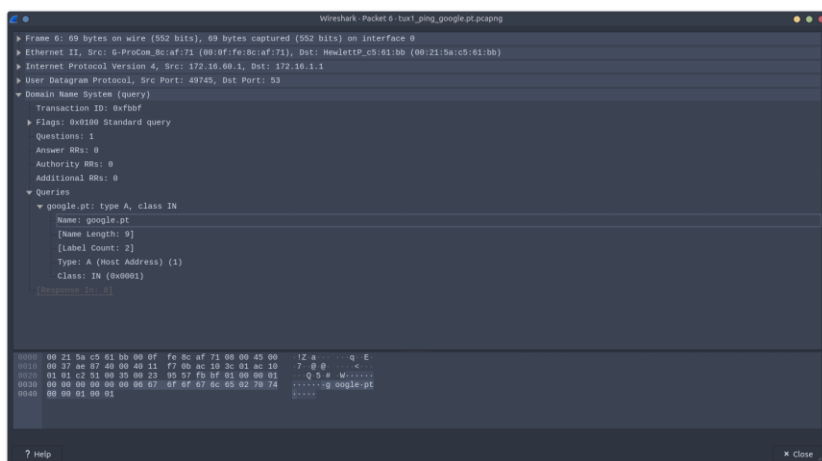 Wireshark · Packet 6 · tux1_ping_google.pt.pcapng
Frame 6: 69 bytes on wire (552 bits), 69 bytes captured (552 bits) on interface 0
Ethernet II, Src: G-ProCom_8c:af:71 (00:0f:fe:8c:af:71), Dst: HewlettP_c5:61:bb (00:21:5a:c5:61:bb)
Internet Protocol Version 4, Src: 172.16.60.1, Dst: 172.16.1.1
User Datagram Protocol, Src Port: 49745, Dst Port: 53
Domain Name System (query)
Transaction ID: 0xfbbf
Flags: 0x0100 Standard query
Questions: 1
Answer RRs: 0
Authority RRs: 0
Additional RRs: 0
Queries
google.pt: type A, class IN
Name: google.pt
[Name Length: 9]
[Label Count: 2]
Type: A (Host Address) (1)
Class: IN (0x0001)
[Response In: 8]
0000 00 21 5a c5 61 bb 00 0f fe 8c af 71 08 00 45 00 ·!Z·a··· ···q··E·
0010 00 37 ae 87 40 00 40 11 f7 0b ac 10 3c 01 ac 10 ·7··@·@· ····<···
0020 01 01 c2 51 00 35 00 23 95 57 fb bf 01 00 00 01 ···Q·5·# ·W······
0030 00 00 00 00 00 00 06 67 6f 6f 67 6c 65 02 70 74 ·······g oogle·pt
0040 00 00 01 00 01 ·····
? Help
× Close